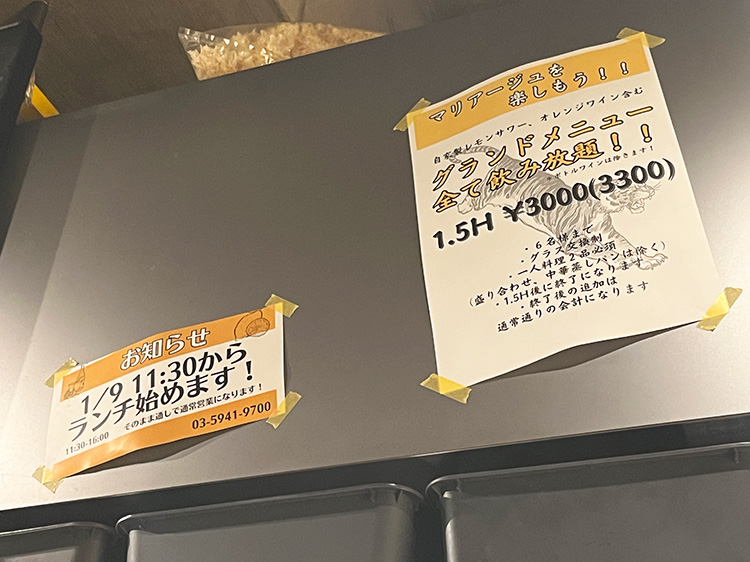 マリアージュを
楽しもう！！
自家製レモンサワー、オレンジワイン含む
グランドメニュー
全て飲み放題！！
*ボトルワインは除きます！
1.5H ¥3000(3300)
・6名様まで
・グラス交換制
・一人料理2品必須
(盛り合わせ、中華蒸しパンは除く)
・1.5H後に終了になります
・終了後の追加は
通常通りの会計になります
お知らせ
1/9 11:30から
ランチ始めます！
そのまま通しで通常営業になります！
11:30-16:00
03-5941-9700